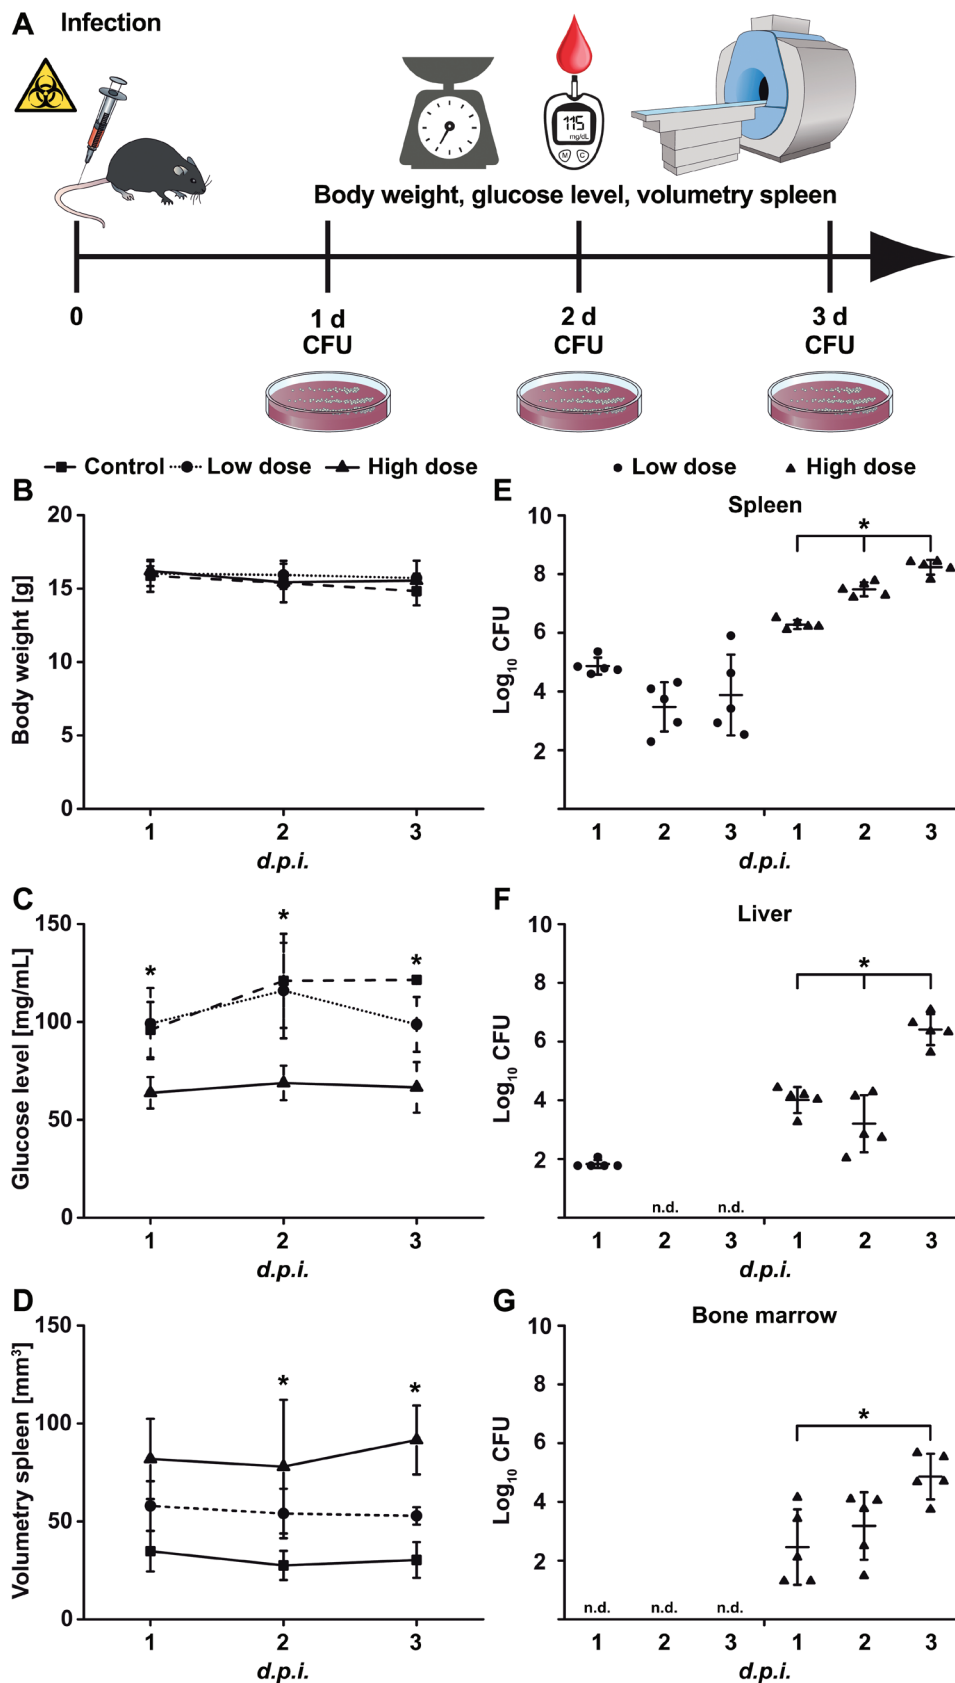 A Infection
115
mg/dL
M C
Body weight, glucose level, volumetry spleen
0 1 d 2 d 3 d
CFU CFU CFU
Control Low dose High dose
Low dose High dose
B
Body weight [g]
20
15
10
5
0
1 2 3
d.p.i.
E Spleen
Log10 CFU
10
8
6
4
2
*
1 2 3 1 2 3
d.p.i.
C
Glucose level [mg/mL]
150
100
50
0
* * *
1 2 3
d.p.i.
F Liver
Log10 CFU
10
8
6
4
2
*
n.d. n.d.
1 2 3 1 2 3
d.p.i.
D
Volumetry spleen [mm³]
150
100
50
0
* *
1 2 3
d.p.i.
G Bone marrow
Log10 CFU
10
8
6
4
2
*
n.d. n.d. n.d.
1 2 3 1 2 3
d.p.i.